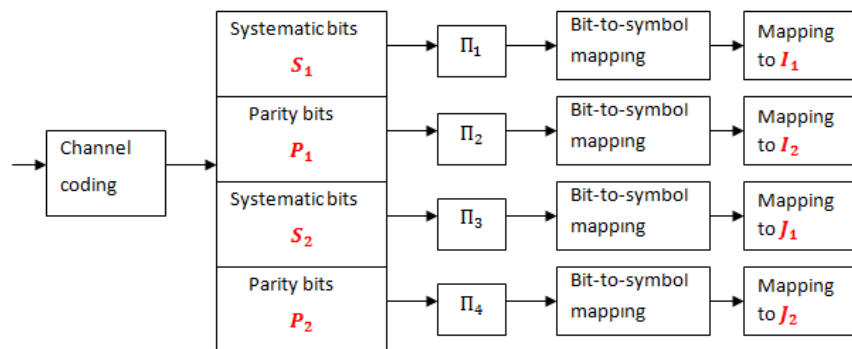 Systematic bits
S₁
Π₁
Bit-to-symbol
mapping
Mapping
to I₁
Parity bits
P₁
Π₂
Bit-to-symbol
mapping
Mapping
to I₂
Channel
coding
Systematic bits
S₂
Π₃
Bit-to-symbol
mapping
Mapping
to J₁
Parity bits
P₂
Π₄
Bit-to-symbol
mapping
Mapping
to J₂